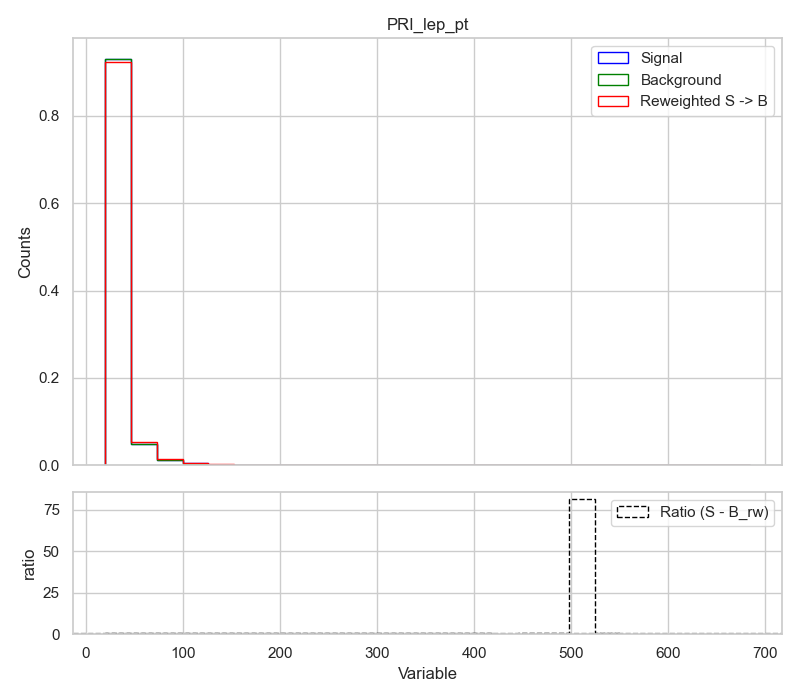 PRI_lep_pt
Signal
Background
Reweighted S -> B
Counts
0.8
0.6
0.4
0.2
0.0
Ratio (S - B_rw)
ratio
75
50
25
0
0 100 200 300 400 500 600 700
Variable